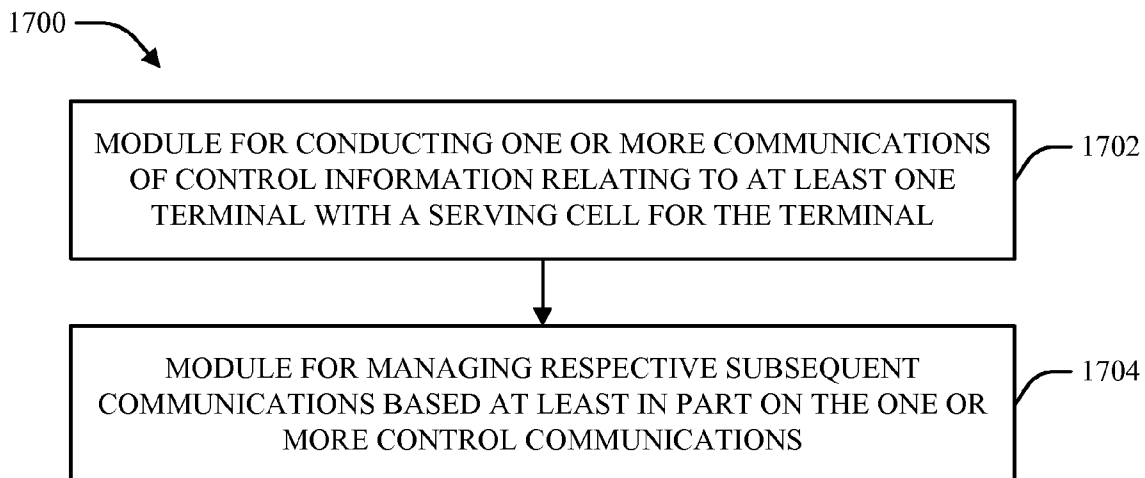 1700
MODULE FOR CONDUCTING ONE OR MORE COMMUNICATIONS
OF CONTROL INFORMATION RELATING TO AT LEAST ONE
TERMINAL WITH A SERVING CELL FOR THE TERMINAL
1702
MODULE FOR MANAGING RESPECTIVE SUBSEQUENT
COMMUNICATIONS BASED AT LEAST IN PART ON THE ONE OR
MORE CONTROL COMMUNICATIONS
1704